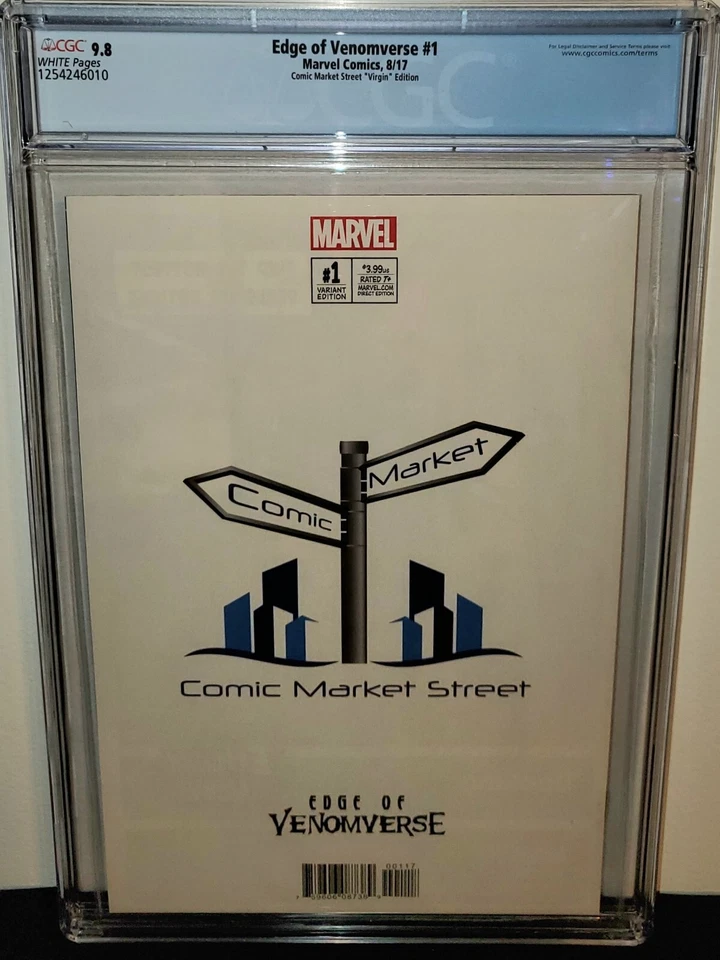 CGC 9.8
WHITE Pages
1254246010
Edge of Venomverse #1
Marvel Comics, 8/17
Comic Market Street "Virgin" Edition
For Legal Disclaimer and Service Terms please visit:
www.cgccomics.com/terms
CGC
MARVEL
#1
VARIANT
EDITION
$3.99US
RATED T+
MARVEL.COM
DIRECT EDITION
Market
Comic
Comic Market Street
EDGE OF
VENOMVERSE
00117